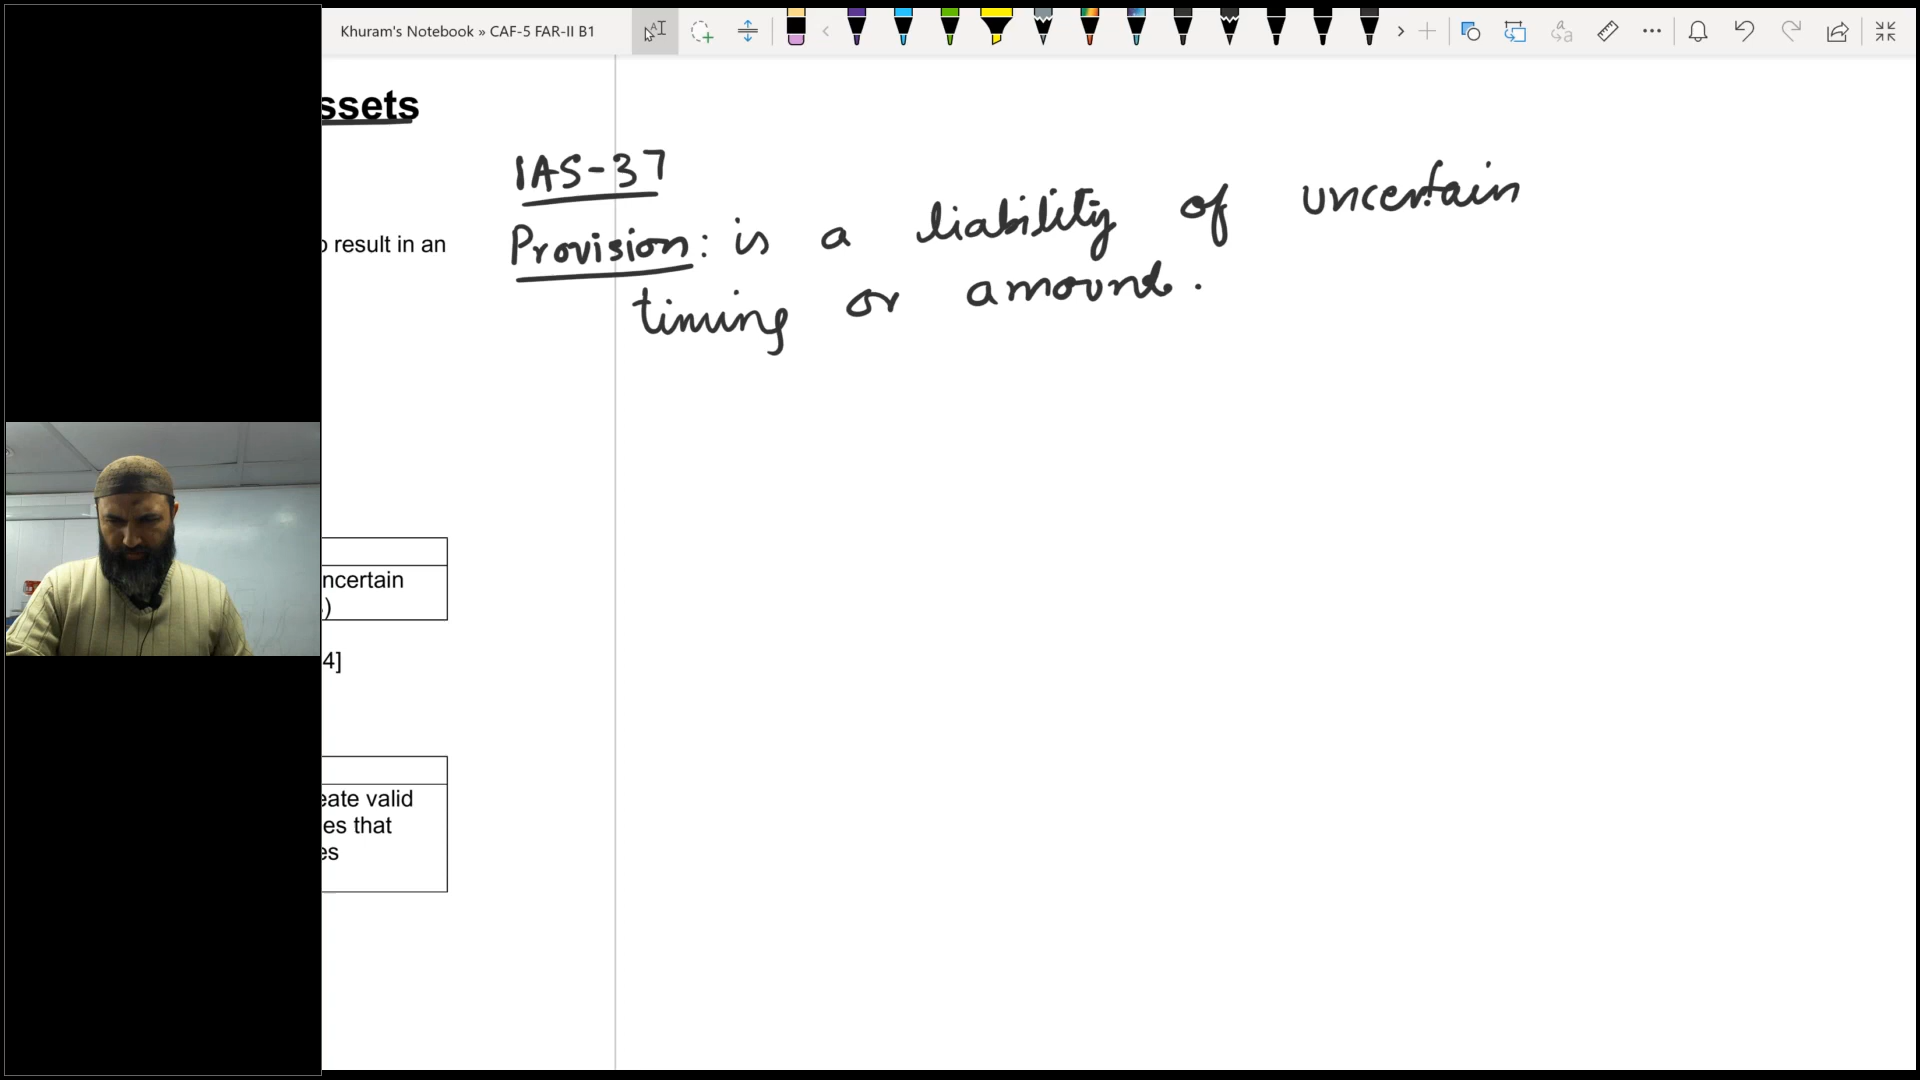 Khuram's Notebook » CAF-5 FAR-II B1
ssets
IAS-37
result in an
Provision: is a liability of uncertain
timing or amount.
ncertain
)
4]
eate valid
es that
es